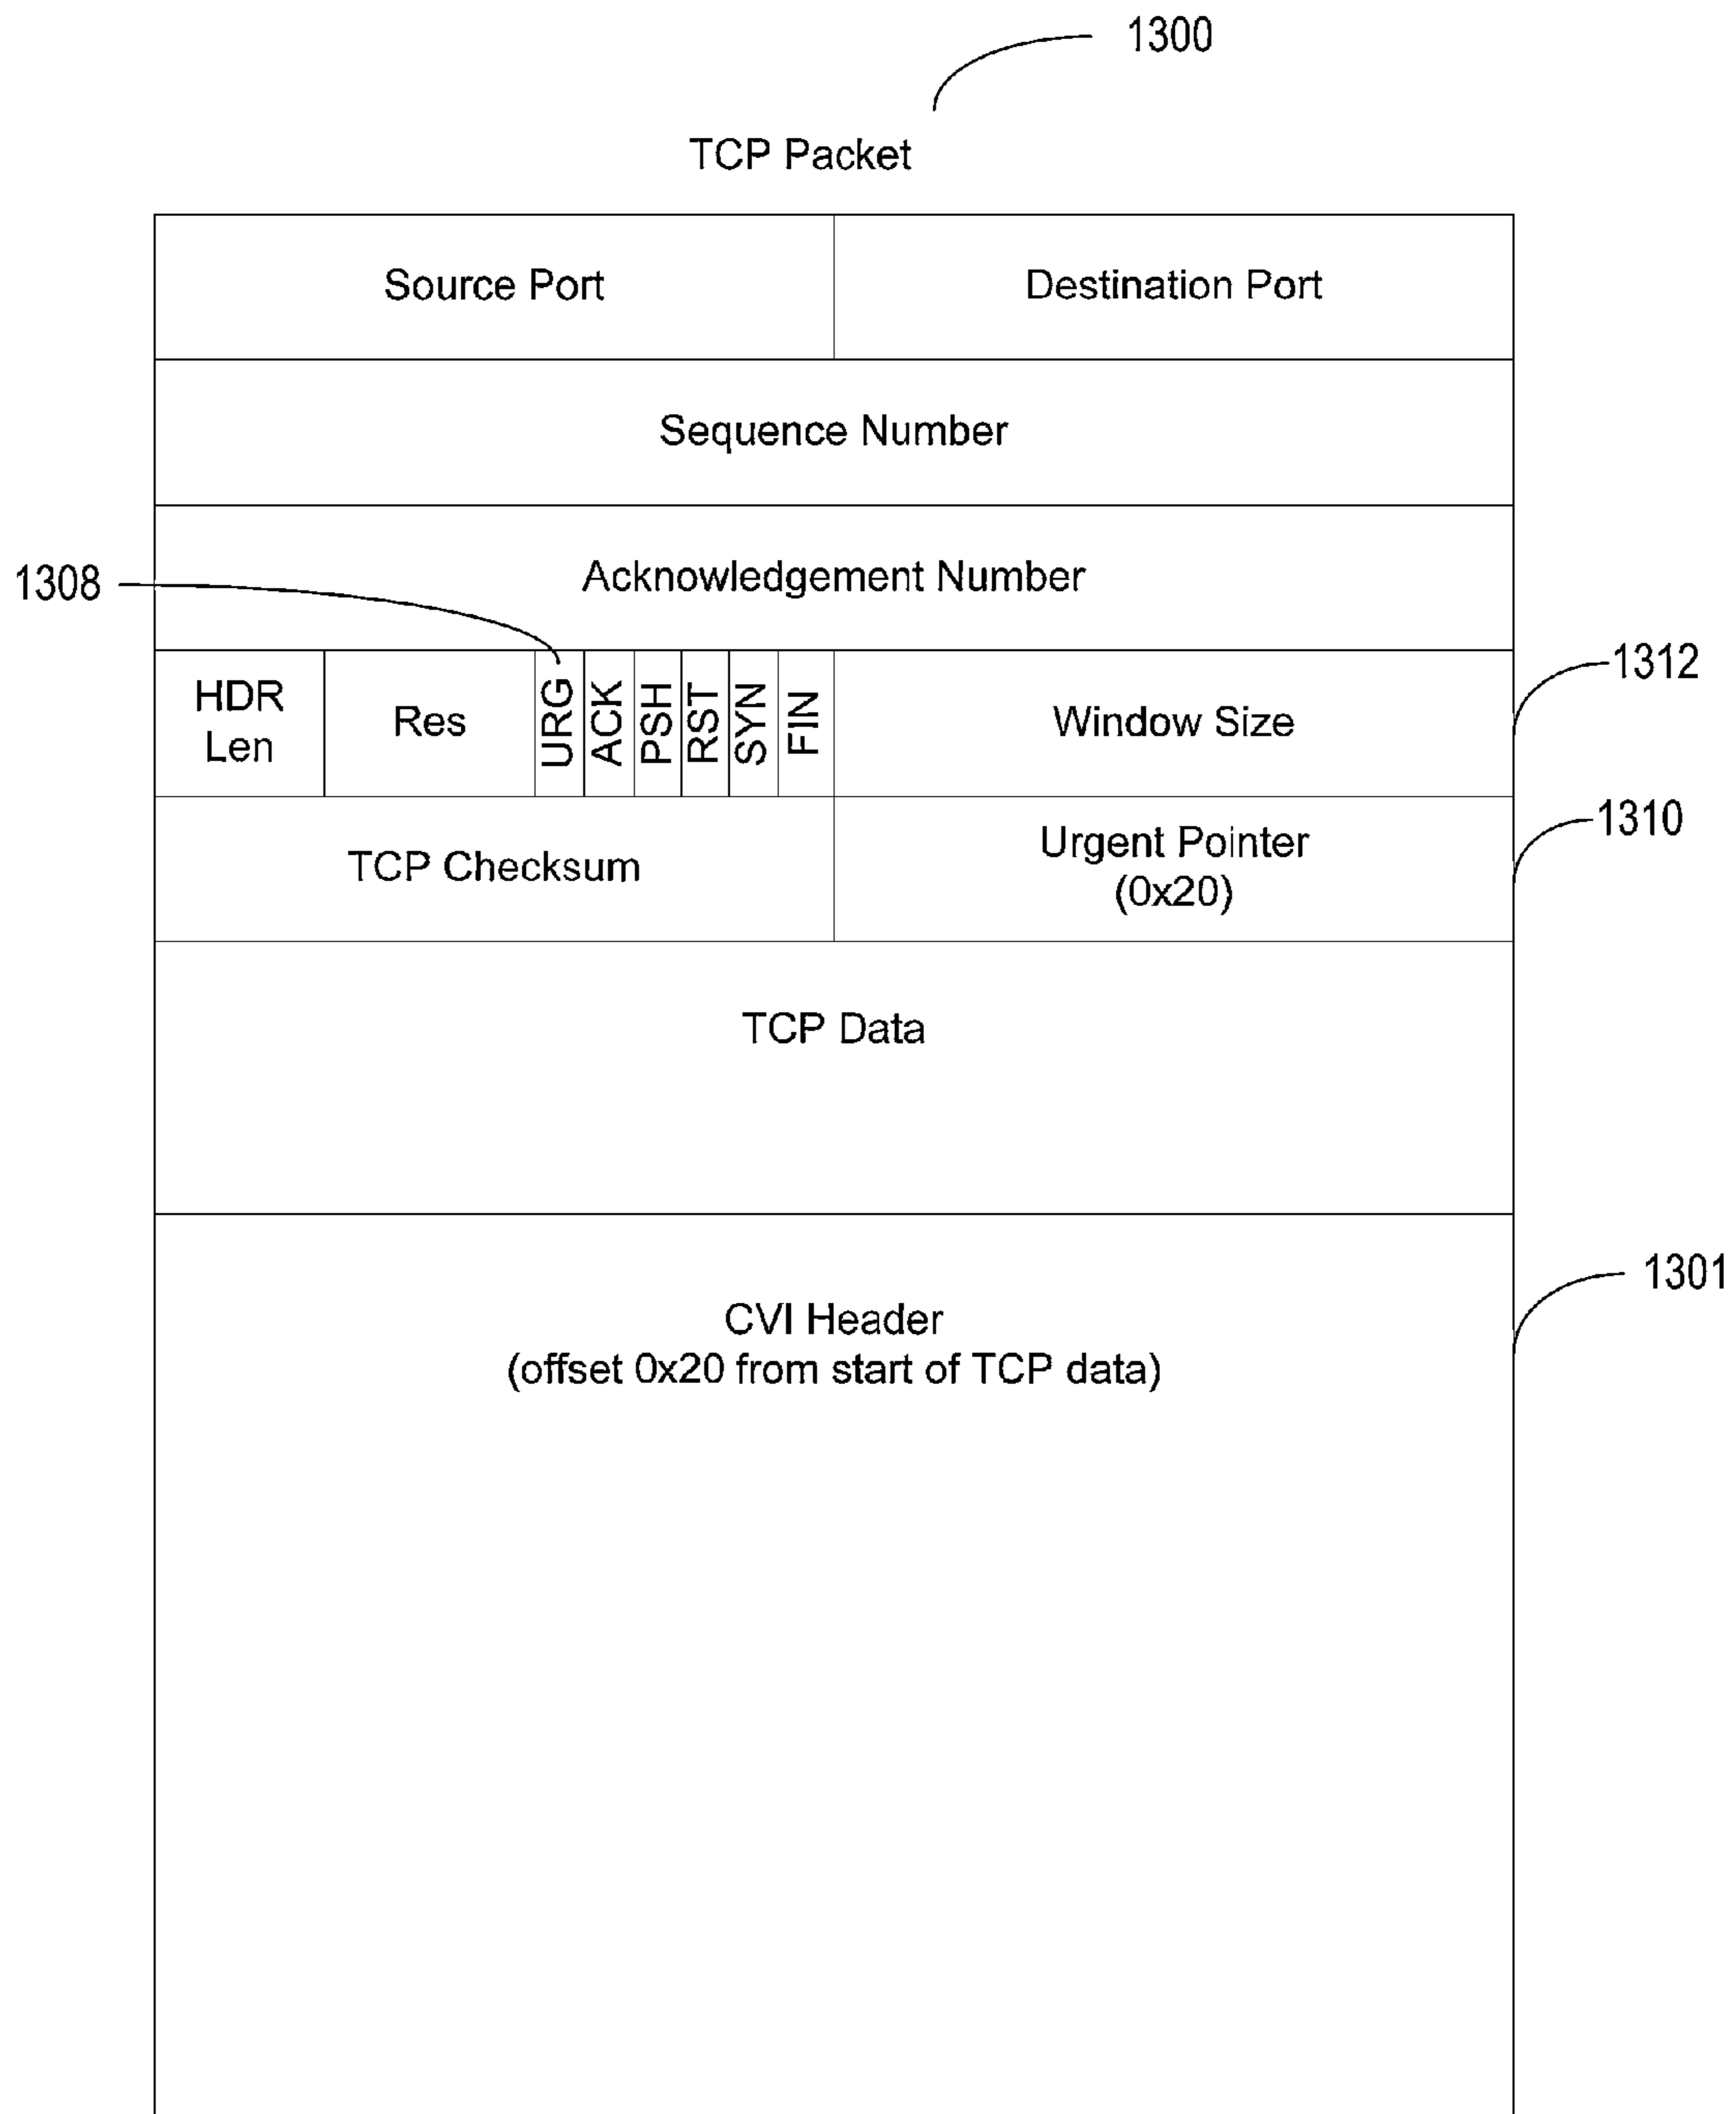 1300
TCP Packet
Source Port
Destination Port
Sequence Number
1308
Acknowledgement Number
HDR
Len
Res
URG
ACK
PSH
RST
SYN
FIN
Window Size
1312
TCP Checksum
Urgent Pointer
(0x20)
1310
TCP Data
CVI Header
(offset 0x20 from start of TCP data)
1301